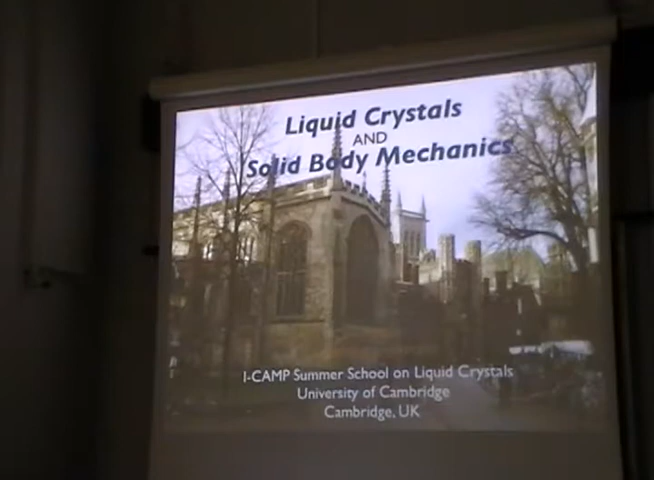 Liquid Crystals
AND
Solid Body Mechanics
I-CAMP Summer School on Liquid Crystals
University of Cambridge
Cambridge, UK